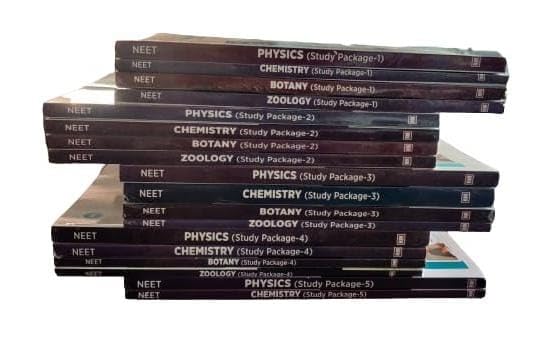 NEET PHYSICS (Study Package-1)
NEET CHEMISTRY (Study Package-1)
NEET BOTANY (Study Package-1)
NEET ZOOLOGY (Study Package-1)
NEET PHYSICS (Study Package-2)
NEET CHEMISTRY (Study Package-2)
NEET BOTANY (Study Package-2)
NEET ZOOLOGY (Study Package-2)
NEET PHYSICS (Study Package-3)
NEET CHEMISTRY (Study Package-3)
NEET BOTANY (Study Package-3)
NEET ZOOLOGY (Study Package-3)
NEET PHYSICS (Study Package-4)
NEET CHEMISTRY (Study Package-4)
NEET BOTANY (Study Package-4)
NEET ZOOLOGY (Study Package-4)
NEET PHYSICS (Study Package-5)
NEET CHEMISTRY (Study Package-5)